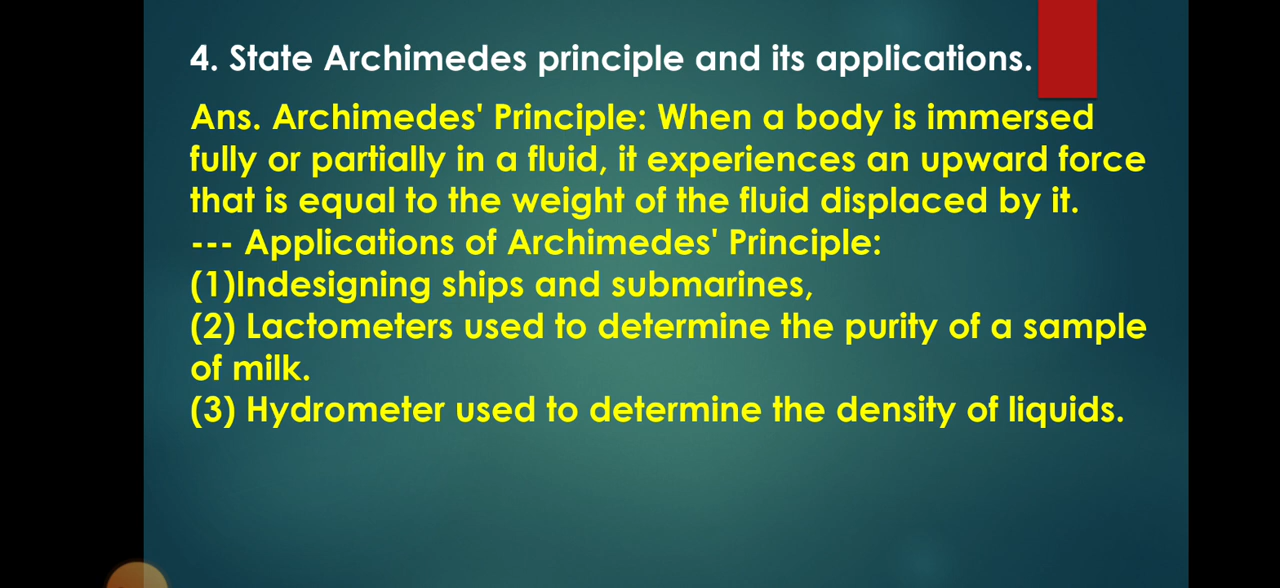 4. State Archimedes principle and its applications.
Ans. Archimedes' Principle: When a body is immersed
fully or partially in a fluid, it experiences an upward force
that is equal to the weight of the fluid displaced by it.
--- Applications of Archimedes' Principle:
(1)Indesigning ships and submarines,
(2) Lactometers used to determine the purity of a sample
of milk.
(3) Hydrometer used to determine the density of liquids.